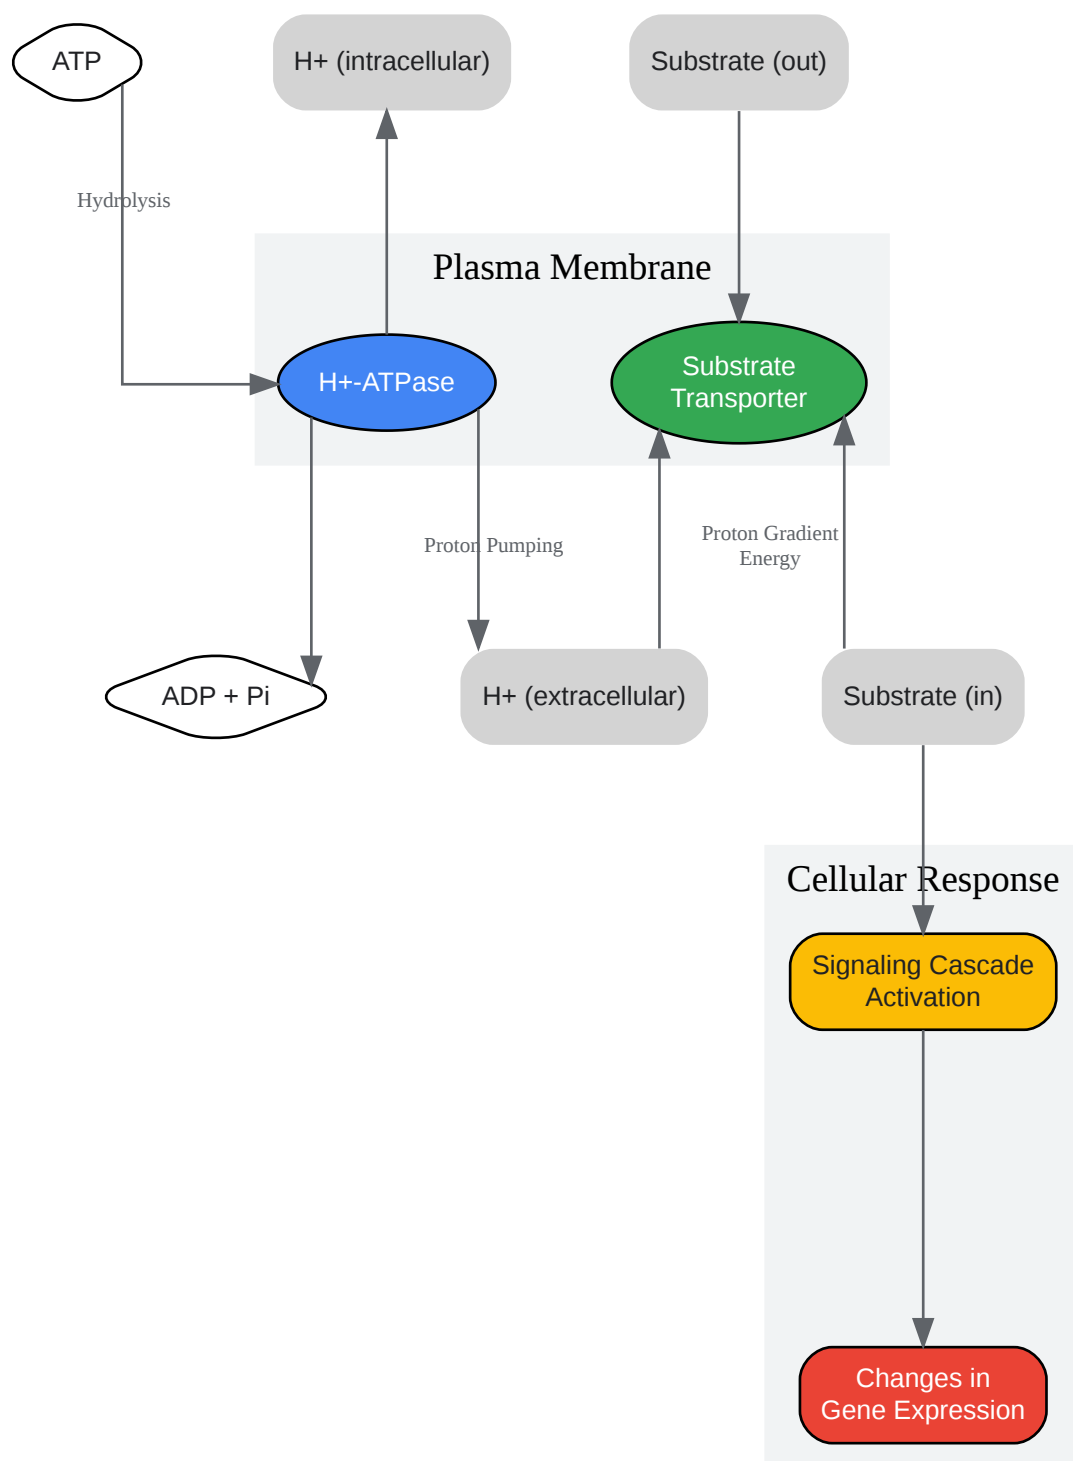 ATP
H+ (intracellular)
Substrate (out)
Hydrolysis
Plasma Membrane
H+-ATPase
Substrate
Transporter
Proton Pumping
Proton Gradient
Energy
ADP + Pi
H+ (extracellular)
Substrate (in)
Cellular Response
Signaling Cascade
Activation
Changes in
Gene Expression